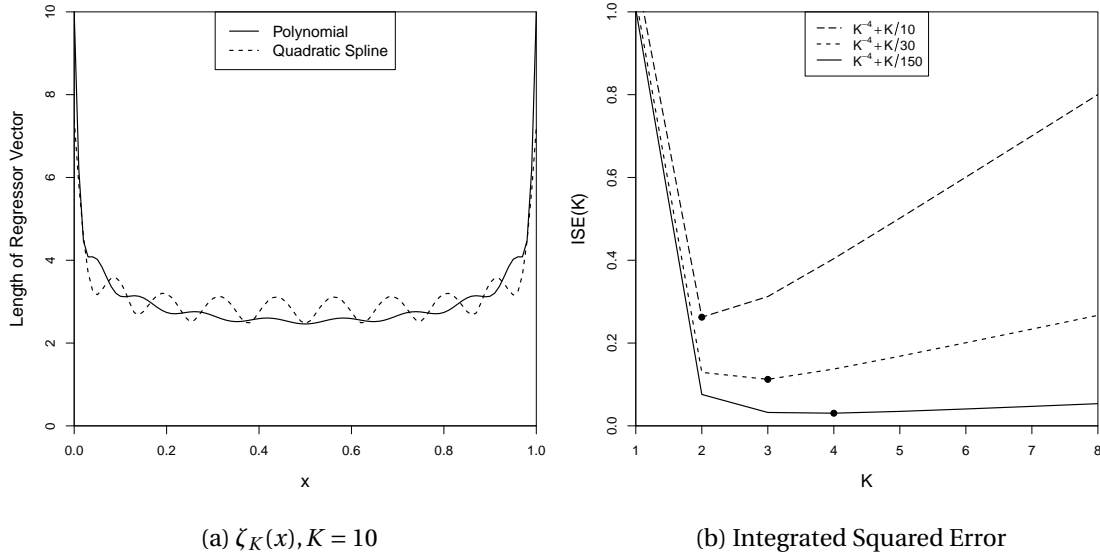 Polynomial
Quadratic Spline
Length of Regressor Vector
10
8
6
4
2
0
0.0 0.2 0.4 0.6 0.8 1.0
x
(a) ζ_K(x), K = 10
K⁻⁴+K/10
K⁻⁴+K/30
K⁻⁴+K/150
ISE(K)
1.0
0.8
0.6
0.4
0.2
0.0
1 2 3 4 5 6 7 8
K
(b) Integrated Squared Error